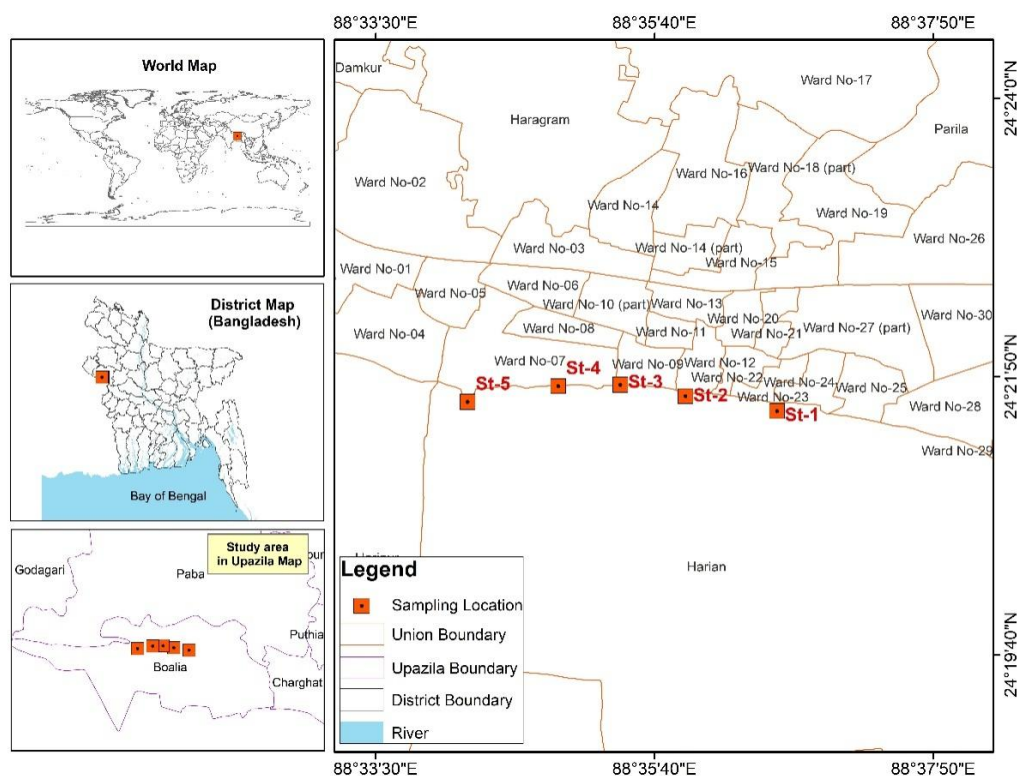 World Map
District Map
(Bangladesh)
Bay of Bengal
Study area
in Upazila Map
Godagari
Paba
Puthia
Boalia
Charghat
88°33'30"E
88°35'40"E
88°37'50"E
Damkur
Ward No-17
Haragram
Parila
Ward No-02
Ward No-16
Ward No-18 (part)
Ward No-14
Ward No-19
Ward No-03
Ward No-14 (part)
Ward No-26
Ward No-15
Ward No-01
Ward No-05
Ward No-06
Ward No-10 (part)
Ward No-13
Ward No-30
Ward No-04
Ward No-08
Ward No-11
Ward No-20
Ward No-21
Ward No-27 (part)
Ward No-07
Ward No-09
Ward No-12
Ward No-22
Ward No-24
Ward No-25
Ward No-23
Ward No-28
Ward No-29
St-5
St-4
St-3
St-2
St-1
Harian
24°24'0"N
24°21'50"N
24°19'40"N
Legend
Sampling Location
Union Boundary
Upazila Boundary
District Boundary
River
88°33'30"E
88°35'40"E
88°37'50"E